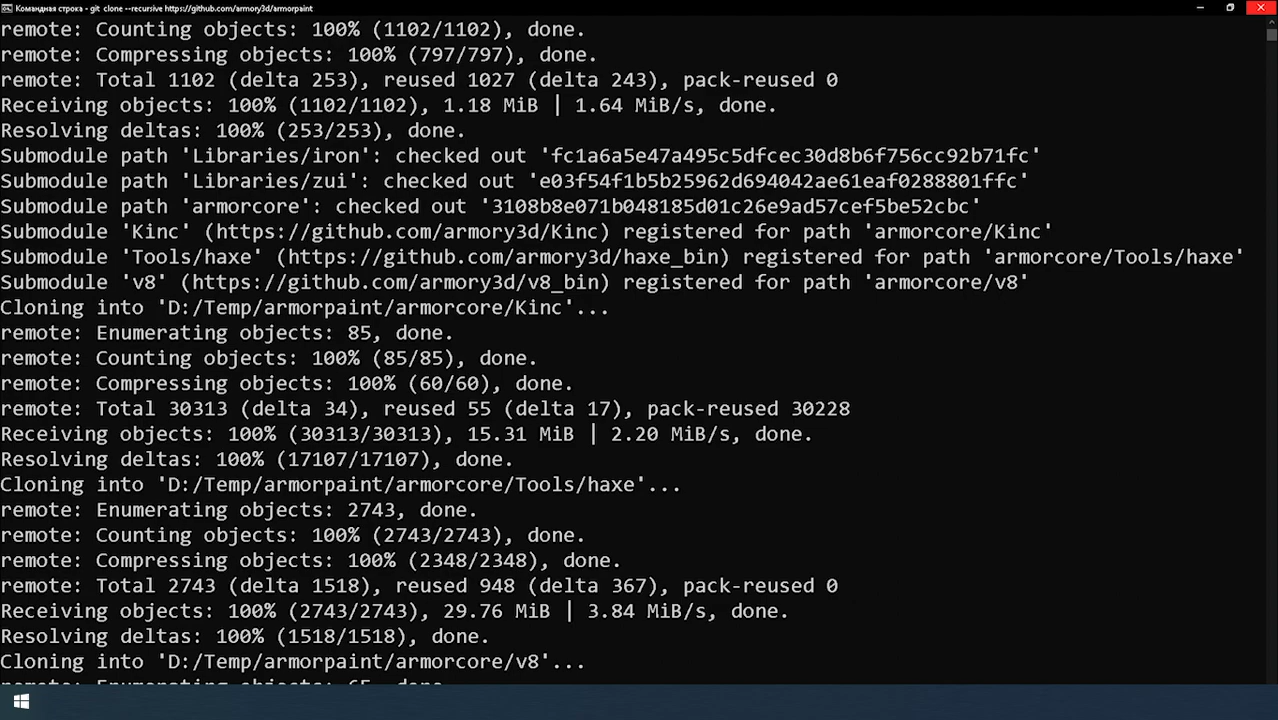 Командная строка - git clone --recursive https://github.com/armory3d/armorpaint
remote: Counting objects: 100% (1102/1102), done.
remote: Compressing objects: 100% (797/797), done.
remote: Total 1102 (delta 253), reused 1027 (delta 243), pack-reused 0
Receiving objects: 100% (1102/1102), 1.18 MiB | 1.64 MiB/s, done.
Resolving deltas: 100% (253/253), done.
Submodule path 'Libraries/iron': checked out 'fc1a6a5e47a495c5dfcec30d8b6f756cc92b71fc'
Submodule path 'Libraries/zui': checked out 'e03f54f1b5b25962d694042ae61eaf0288801ffc'
Submodule path 'armorcore': checked out '3108b8e071b048185d01c26e9ad57cef5be52cbc'
Submodule 'Kinc' (https://github.com/armory3d/Kinc) registered for path 'armorcore/Kinc'
Submodule 'Tools/haxe' (https://github.com/armory3d/haxe_bin) registered for path 'armorcore/Tools/haxe'
Submodule 'v8' (https://github.com/armory3d/v8_bin) registered for path 'armorcore/v8'
Cloning into 'D:/Temp/armorpaint/armorcore/Kinc'...
remote: Enumerating objects: 85, done.
remote: Counting objects: 100% (85/85), done.
remote: Compressing objects: 100% (60/60), done.
remote: Total 30313 (delta 34), reused 55 (delta 17), pack-reused 30228
Receiving objects: 100% (30313/30313), 15.31 MiB | 2.20 MiB/s, done.
Resolving deltas: 100% (17107/17107), done.
Cloning into 'D:/Temp/armorpaint/armorcore/Tools/haxe'...
remote: Enumerating objects: 2743, done.
remote: Counting objects: 100% (2743/2743), done.
remote: Compressing objects: 100% (2348/2348), done.
remote: Total 2743 (delta 1518), reused 948 (delta 367), pack-reused 0
Receiving objects: 100% (2743/2743), 29.76 MiB | 3.84 MiB/s, done.
Resolving deltas: 100% (1518/1518), done.
Cloning into 'D:/Temp/armorpaint/armorcore/v8'...
remote: Enumerating objects: 65, done.